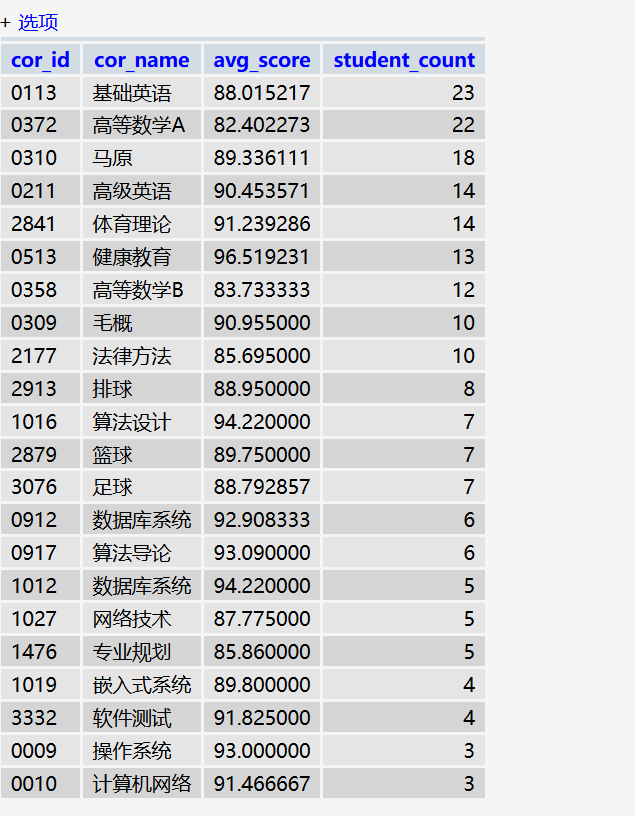 + 选项
cor_id cor_name avg_score student_count
0113 基础英语 88.015217 23
0372 高等数学A 82.402273 22
0310 马原 89.336111 18
0211 高级英语 90.453571 14
2841 体育理论 91.239286 14
0513 健康教育 96.519231 13
0358 高等数学B 83.733333 12
0309 毛概 90.955000 10
2177 法律方法 85.695000 10
2913 排球 88.950000 8
1016 算法设计 94.220000 7
2879 篮球 89.750000 7
3076 足球 88.792857 7
0912 数据库系统 92.908333 6
0917 算法导论 93.090000 6
1012 数据库系统 94.220000 5
1027 网络技术 87.775000 5
1476 专业规划 85.860000 5
1019 嵌入式系统 89.800000 4
3332 软件测试 91.825000 4
0009 操作系统 93.000000 3
0010 计算机网络 91.466667 3